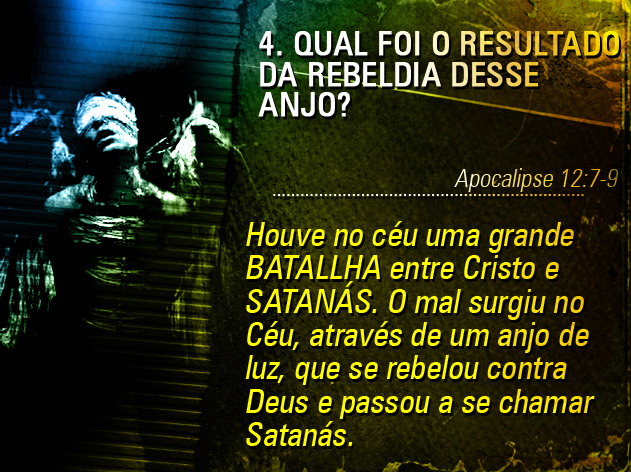 4. QUAL FOI O RESULTADO
DA REBELDIA DESSE
ANJO?
Apocalipse 12:7-9
Houve no céu uma grande
BATALLHA entre Cristo e
SATANÁS. O mal surgiu no
Céu, através de um anjo de
luz, que se rebelou contra
Deus e passou a se chamar
Satanás.